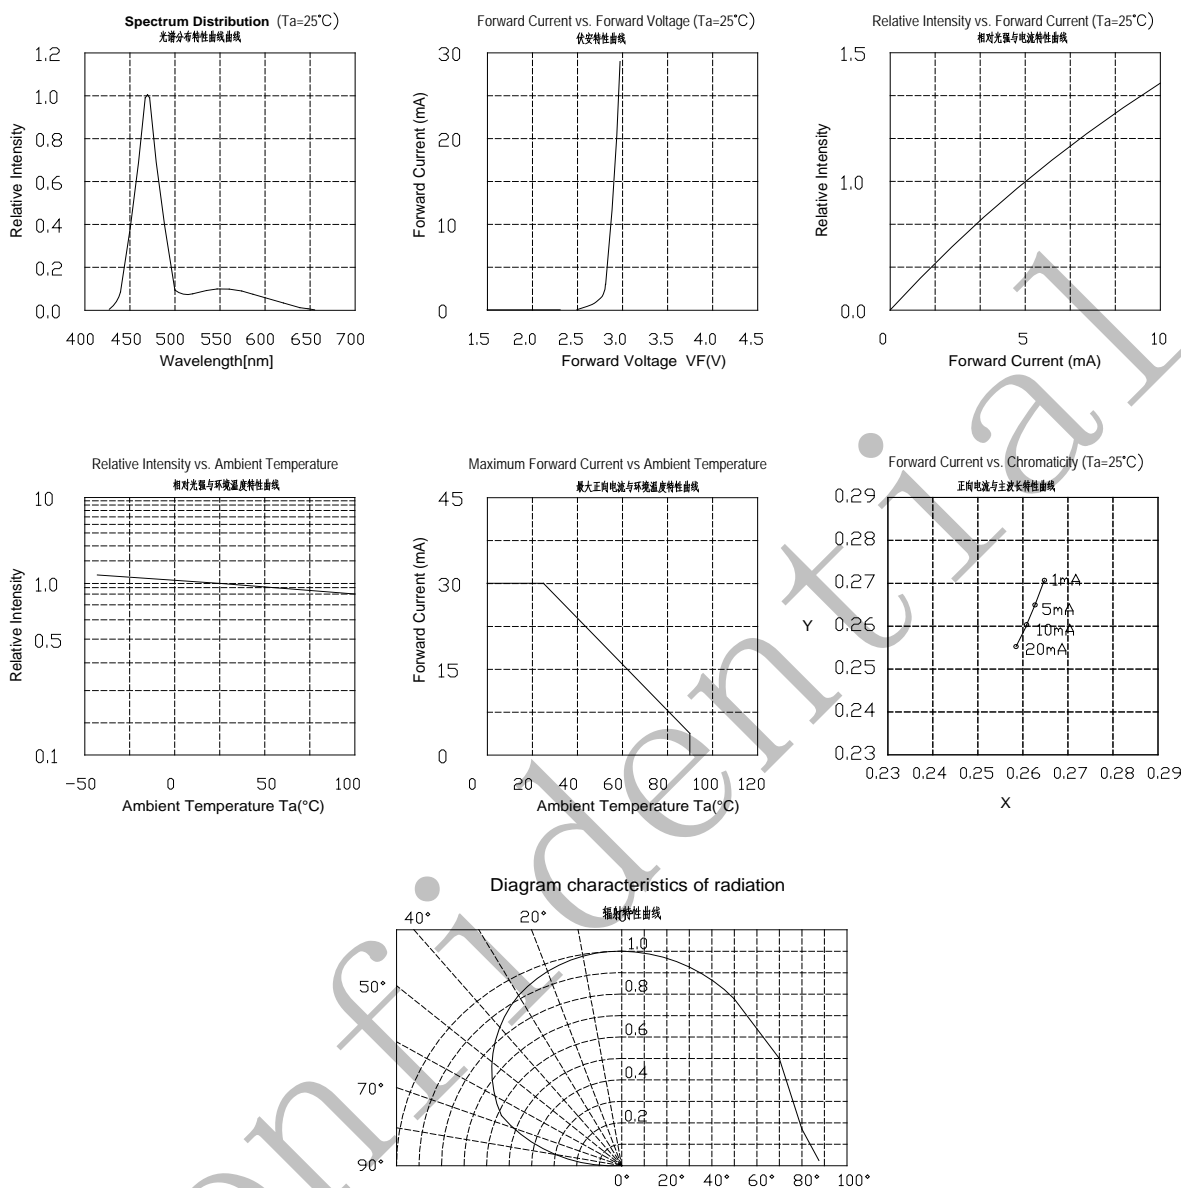 Spectrum Distribution (Ta=25°C)
光谱分布特性曲线曲线
1.2
1.0
0.8
0.6
0.4
0.2
0.0
Relative Intensity
400 450 500 550 600 650 700
Wavelength[nm]
Forward Current vs. Forward Voltage (Ta=25°C)
伏安特性曲线
30
20
10
0
Forward Current (mA)
1.5 2.0 2.5 3.0 3.5 4.0 4.5
Forward Voltage VF(V)
Relative Intensity vs. Forward Current (Ta=25°C)
相对光强与电流特性曲线
1.5
1.0
0.0
Relative Intensity
0 5 10
Forward Current (mA)
Relative Intensity vs. Ambient Temperature
相对光强与环境温度特性曲线
10
1.0
0.5
0.1
Relative Intensity
-50 0 50 100
Ambient Temperature Ta(°C)
Maximum Forward Current vs Ambient Temperature
最大正向电流与环境温度特性曲线
45
30
15
0
Forward Current (mA)
0 20 40 60 80 100 120
Ambient Temperature Ta(°C)
Forward Current vs. Chromaticity (Ta=25°C)
正向电流与主波长特性曲线
0.29
0.28
0.27
0.26
0.25
0.24
0.23
Y
1mA
5mA
10mA
20mA
0.23 0.24 0.25 0.26 0.27 0.28 0.29
X
Diagram characteristics of radiation
辐射特性曲线
40° 20°
50°
70°
90°
1.0
0.8
0.6
0.4
0.2
0° 20° 40° 60° 80° 100°
onfidential